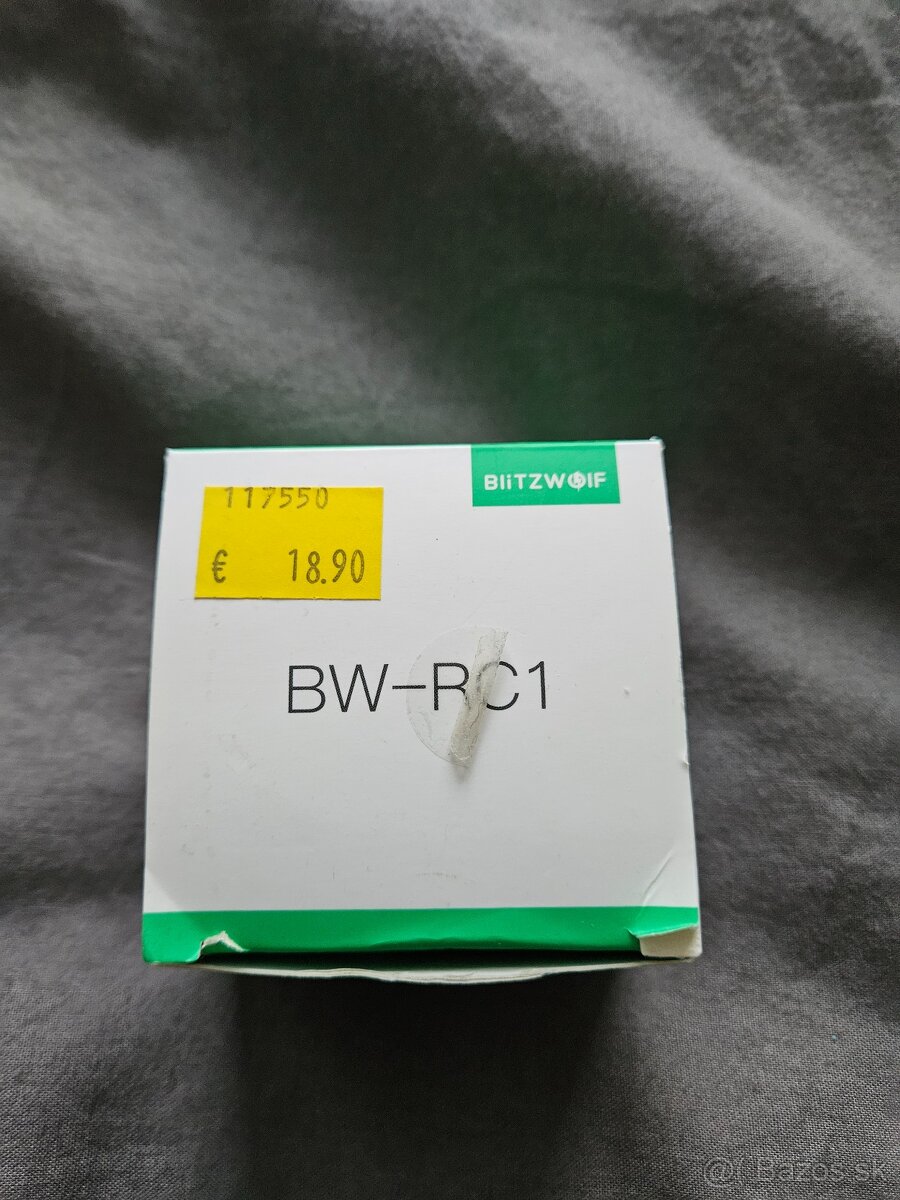 117550
€ 18.90
BLiTZWOlF
BW-RC1
@ Bazos.sk